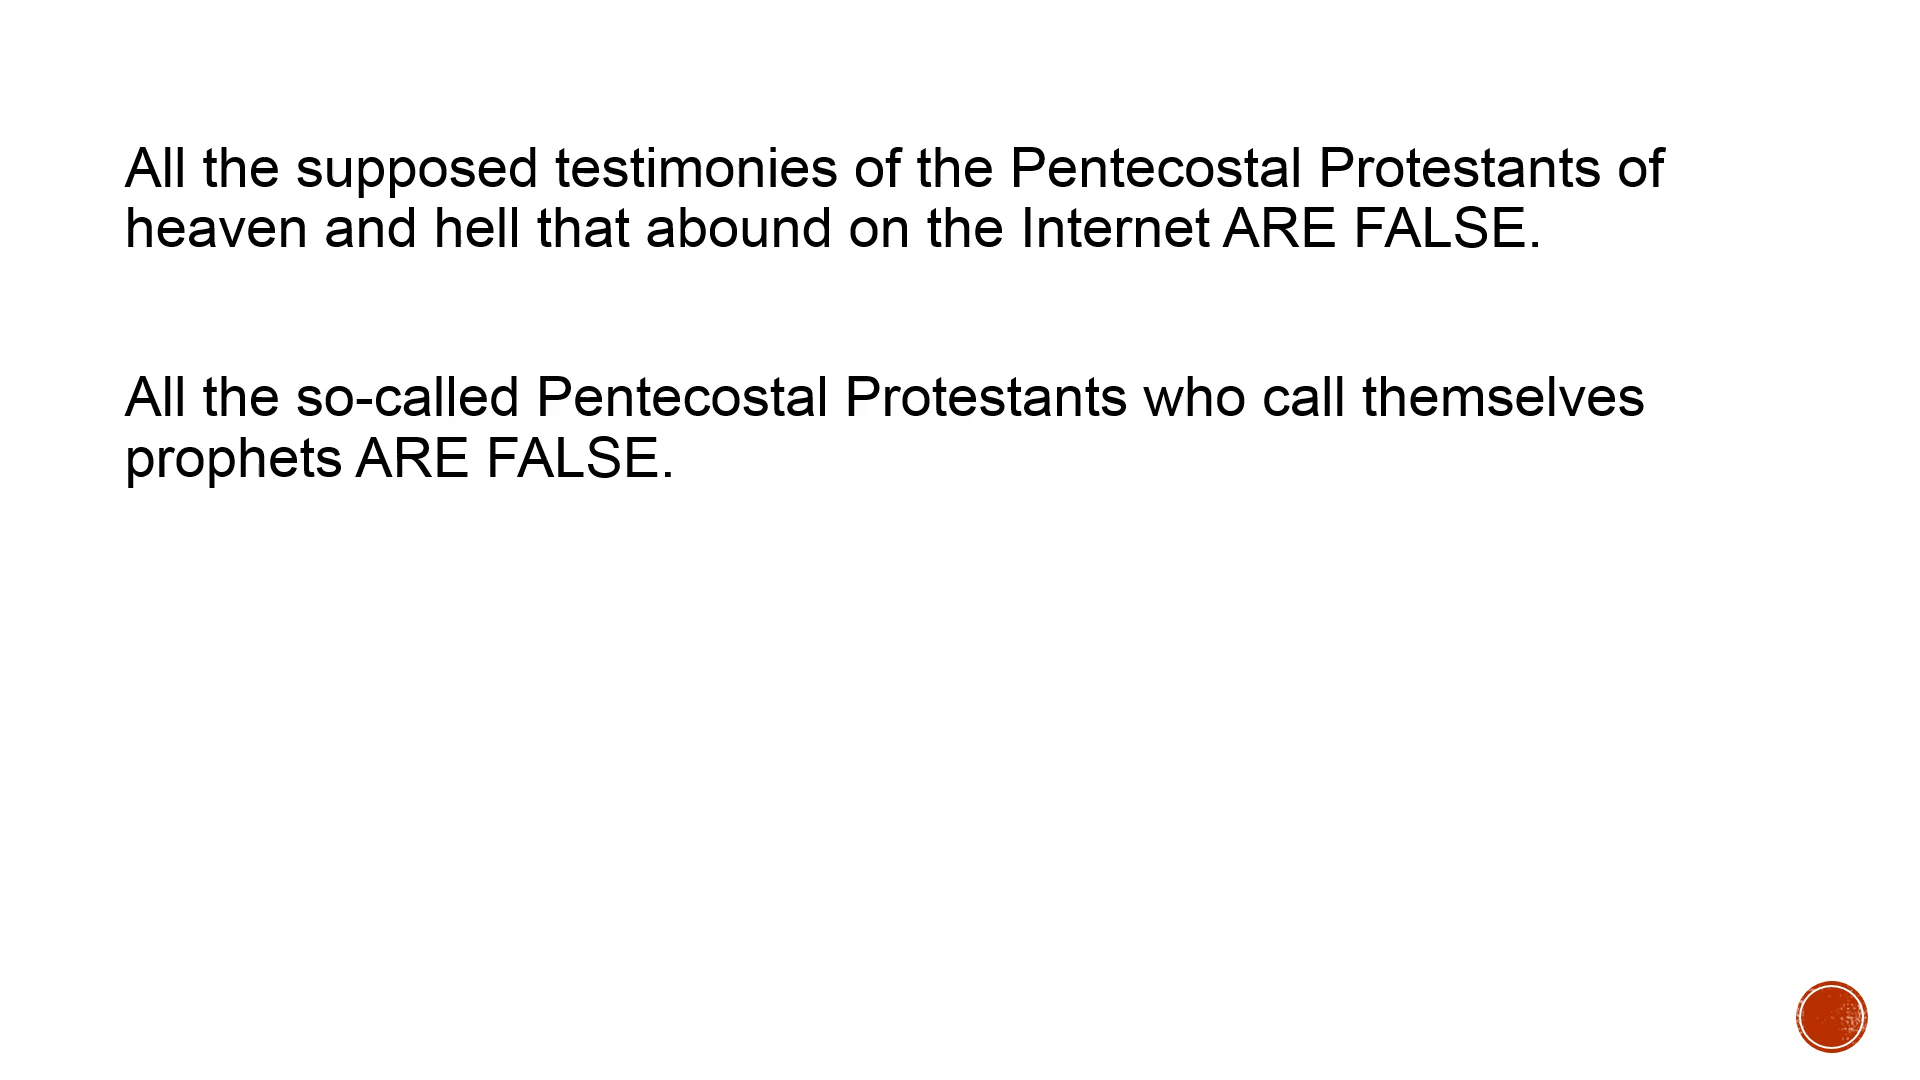 All the supposed testimonies of the Pentecostal Protestants of
heaven and hell that abound on the Internet ARE FALSE.
All the so-called Pentecostal Protestants who call themselves
prophets ARE FALSE.